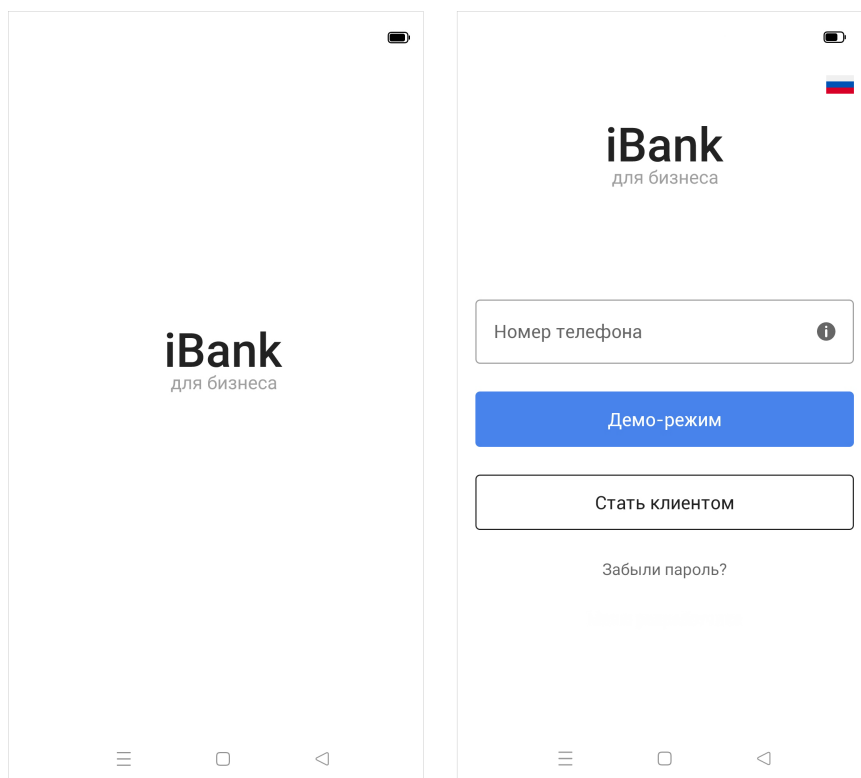 iBank
для бизнеса
iBank
для бизнеса
Номер телефона
Демо-режим
Стать клиентом
Забыли пароль?